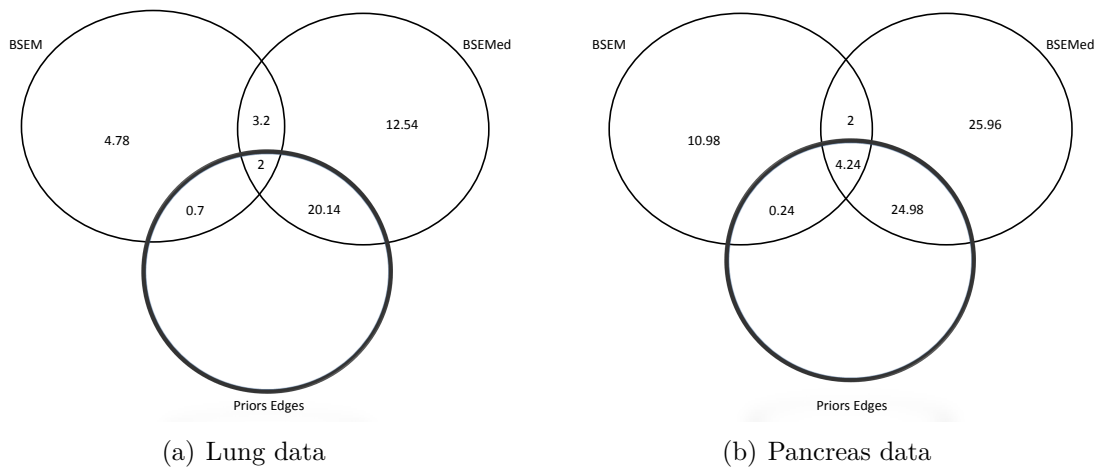 BSEM
BSEMed
3.2
12.54
4.78
2
0.7
20.14
Priors Edges
(a) Lung data
BSEM
BSEMed
2
25.96
10.98
4.24
0.24
24.98
Priors Edges
(b) Pancreas data